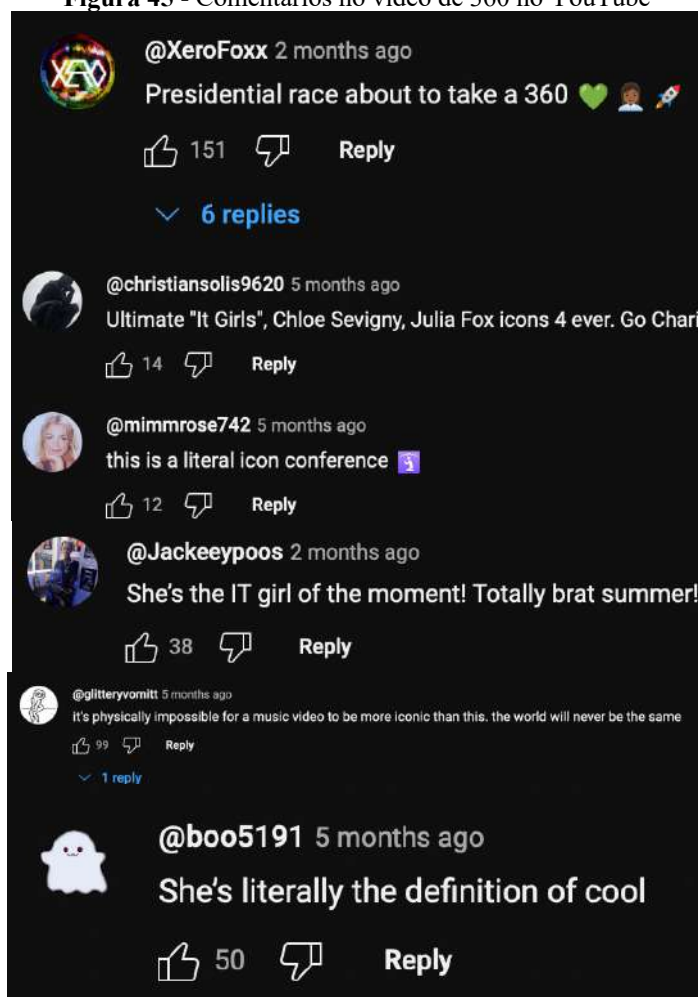 Figura 45 - Comentários no vídeo de 360 no YouTube
XERO
@XeroFoxx 2 months ago
Presidential race about to take a 360 💚 👩🏾‍💼 🚀
151 Reply
6 replies
@christiansolis9620 5 months ago
Ultimate "It Girls", Chloe Sevigny, Julia Fox icons 4 ever. Go Chari
14 Reply
@mimmrose742 5 months ago
this is a literal icon conference 🛐
12 Reply
@Jackeeypoos 2 months ago
She's the IT girl of the moment! Totally brat summer!
38 Reply
@glitteryvomitt 5 months ago
it's physically impossible for a music video to be more iconic than this. the world will never be the same
99 Reply
1 reply
@boo5191 5 months ago
She's literally the definition of cool
50 Reply